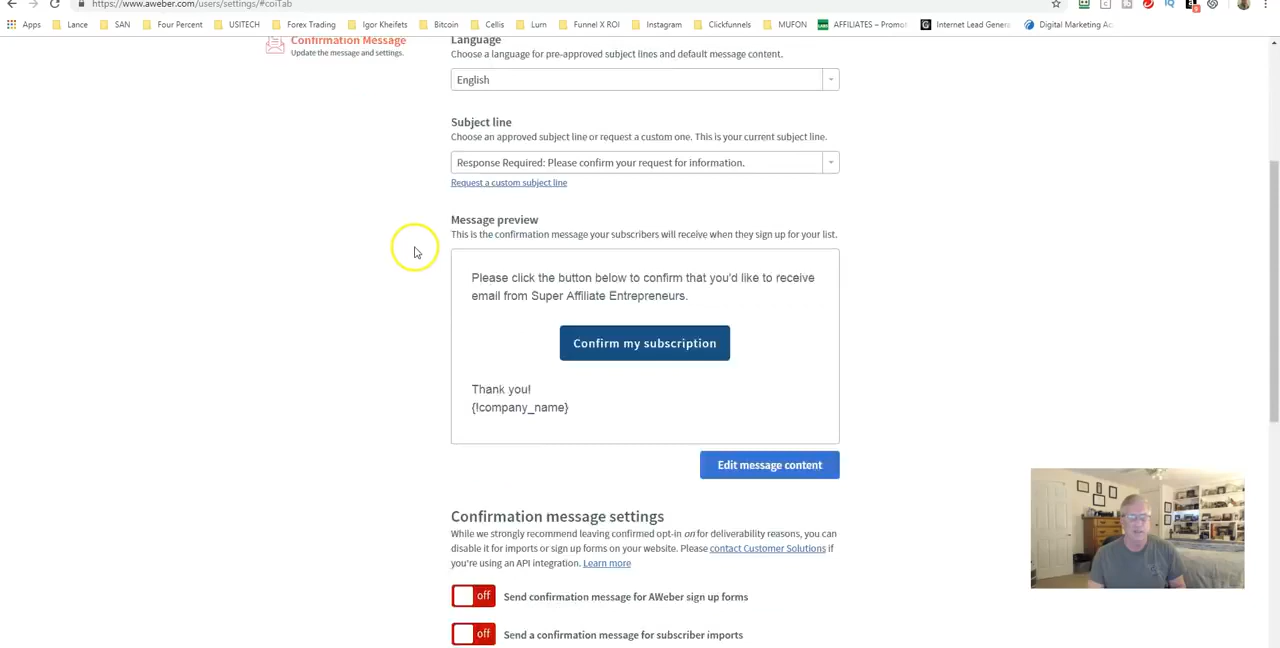 https://www.aweber.com/users/settings/#coiTab
Apps Lance SAN Four Percent USITECH Forex Trading Igor Kheifets Bitcoin Cellis Lurn Funnel X ROI Instagram Clickfunnels MUFON AFFILIATES – Promot Internet Lead Genera Digital Marketing Ac
Confirmation Message
Update the message and settings.
Language
Choose a language for pre-approved subject lines and default message content.
English
Subject line
Choose an approved subject line or request a custom one. This is your current subject line.
Response Required: Please confirm your request for information.
Request a custom subject line
Message preview
This is the confirmation message your subscribers will receive when they sign up for your list.
Please click the button below to confirm that you'd like to receive
email from Super Affiliate Entrepreneurs.
Confirm my subscription
Thank you!
{!company_name}
Edit message content
Confirmation message settings
While we strongly recommend leaving confirmed opt-in on for deliverability reasons, you can
disable it for imports or sign up forms on your website. Please contact Customer Solutions if
you're using an API integration. Learn more
off Send confirmation message for AWeber sign up forms
off Send a confirmation message for subscriber imports